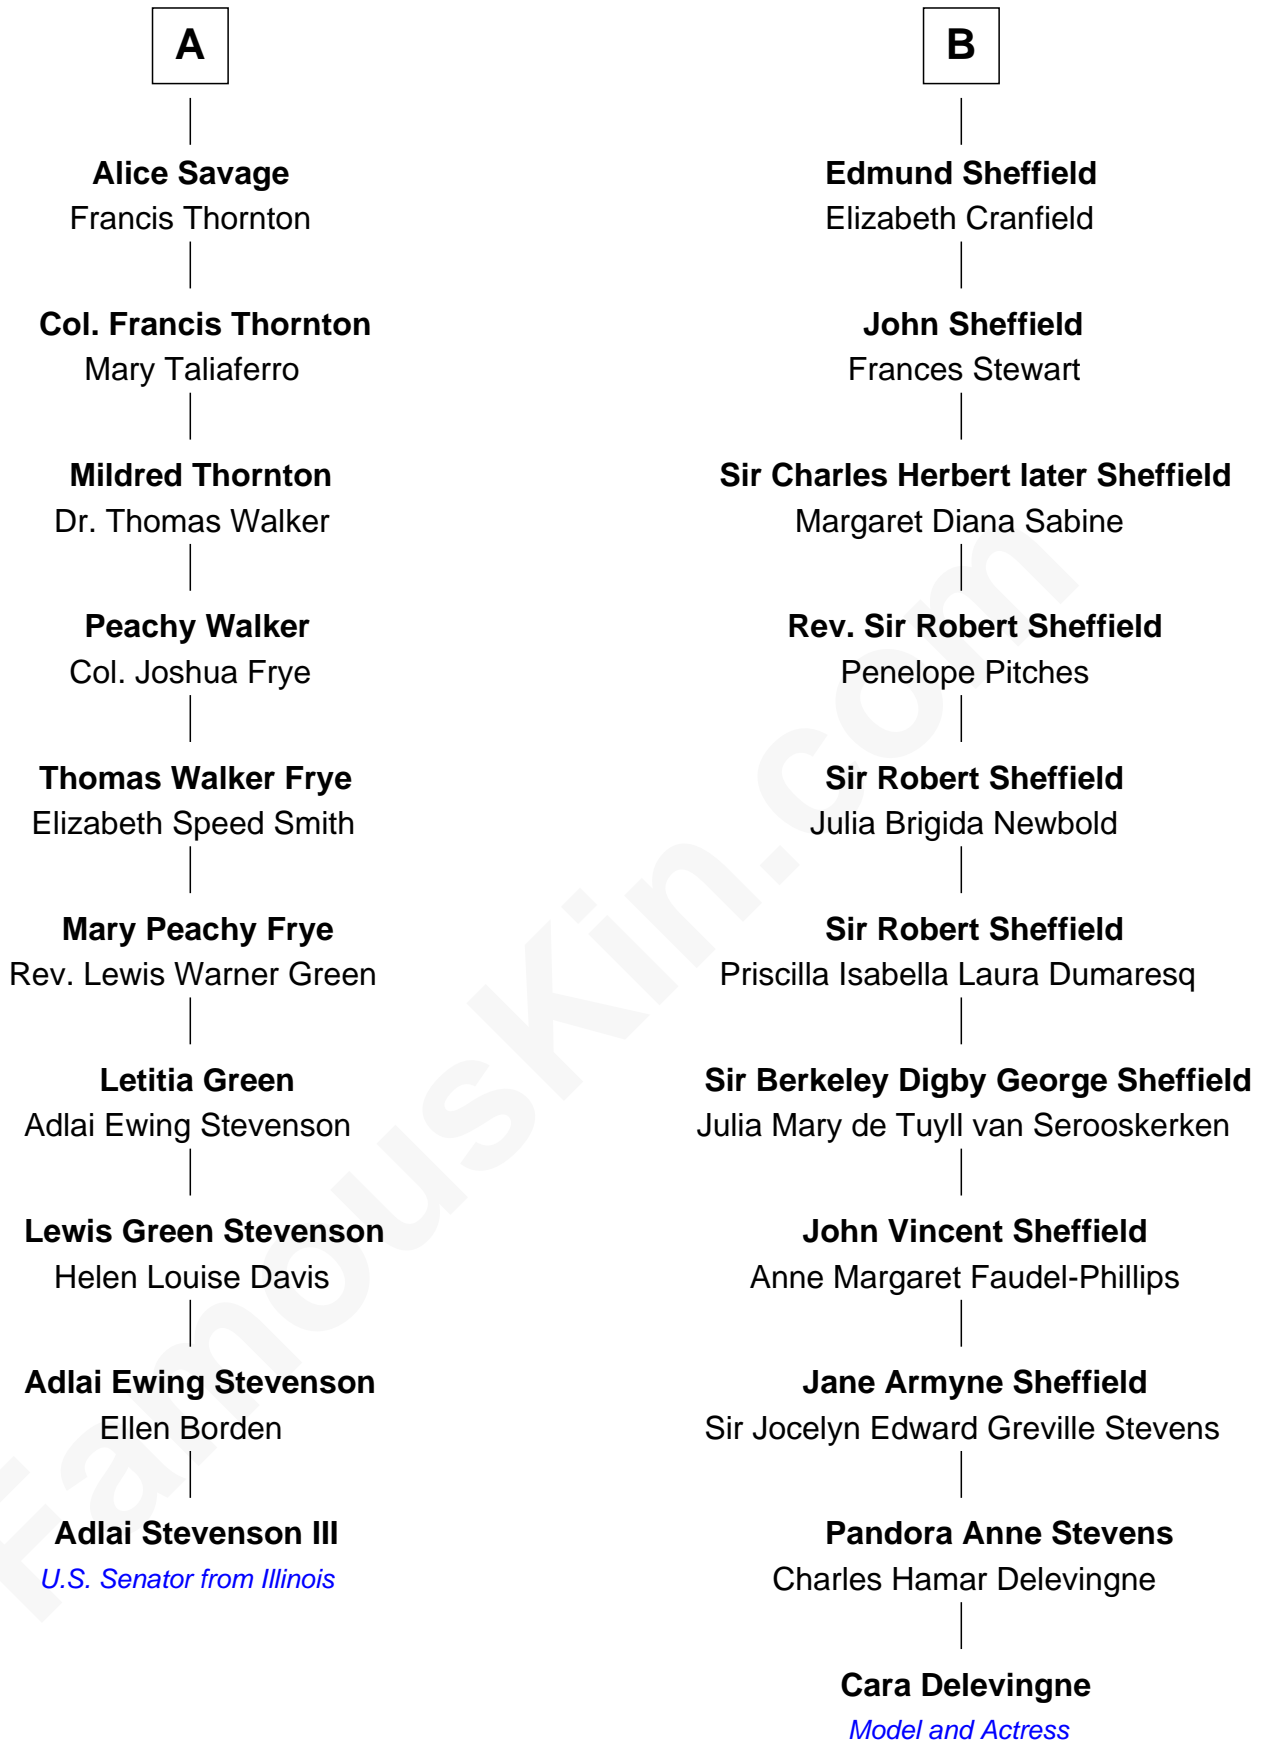 A
Alice Savage
Francis Thornton
Col. Francis Thornton
Mary Taliaferro
Mildred Thornton
Dr. Thomas Walker
Peachy Walker
Col. Joshua Frye
Thomas Walker Frye
Elizabeth Speed Smith
Mary Peachy Frye
Rev. Lewis Warner Green
Letitia Green
Adlai Ewing Stevenson
Lewis Green Stevenson
Helen Louise Davis
Adlai Ewing Stevenson
Ellen Borden
Adlai Stevenson III
U.S. Senator from Illinois
B
Edmund Sheffield
Elizabeth Cranfield
John Sheffield
Frances Stewart
Sir Charles Herbert later Sheffield
Margaret Diana Sabine
Rev. Sir Robert Sheffield
Penelope Pitches
Sir Robert Sheffield
Julia Brigida Newbold
Sir Robert Sheffield
Priscilla Isabella Laura Dumaresq
Sir Berkeley Digby George Sheffield
Julia Mary de Tuyll van Serooskerken
John Vincent Sheffield
Anne Margaret Faudel-Phillips
Jane Armyne Sheffield
Sir Jocelyn Edward Greville Stevens
Pandora Anne Stevens
Charles Hamar Delevingne
Cara Delevingne
Model and Actress
FamousKin.com